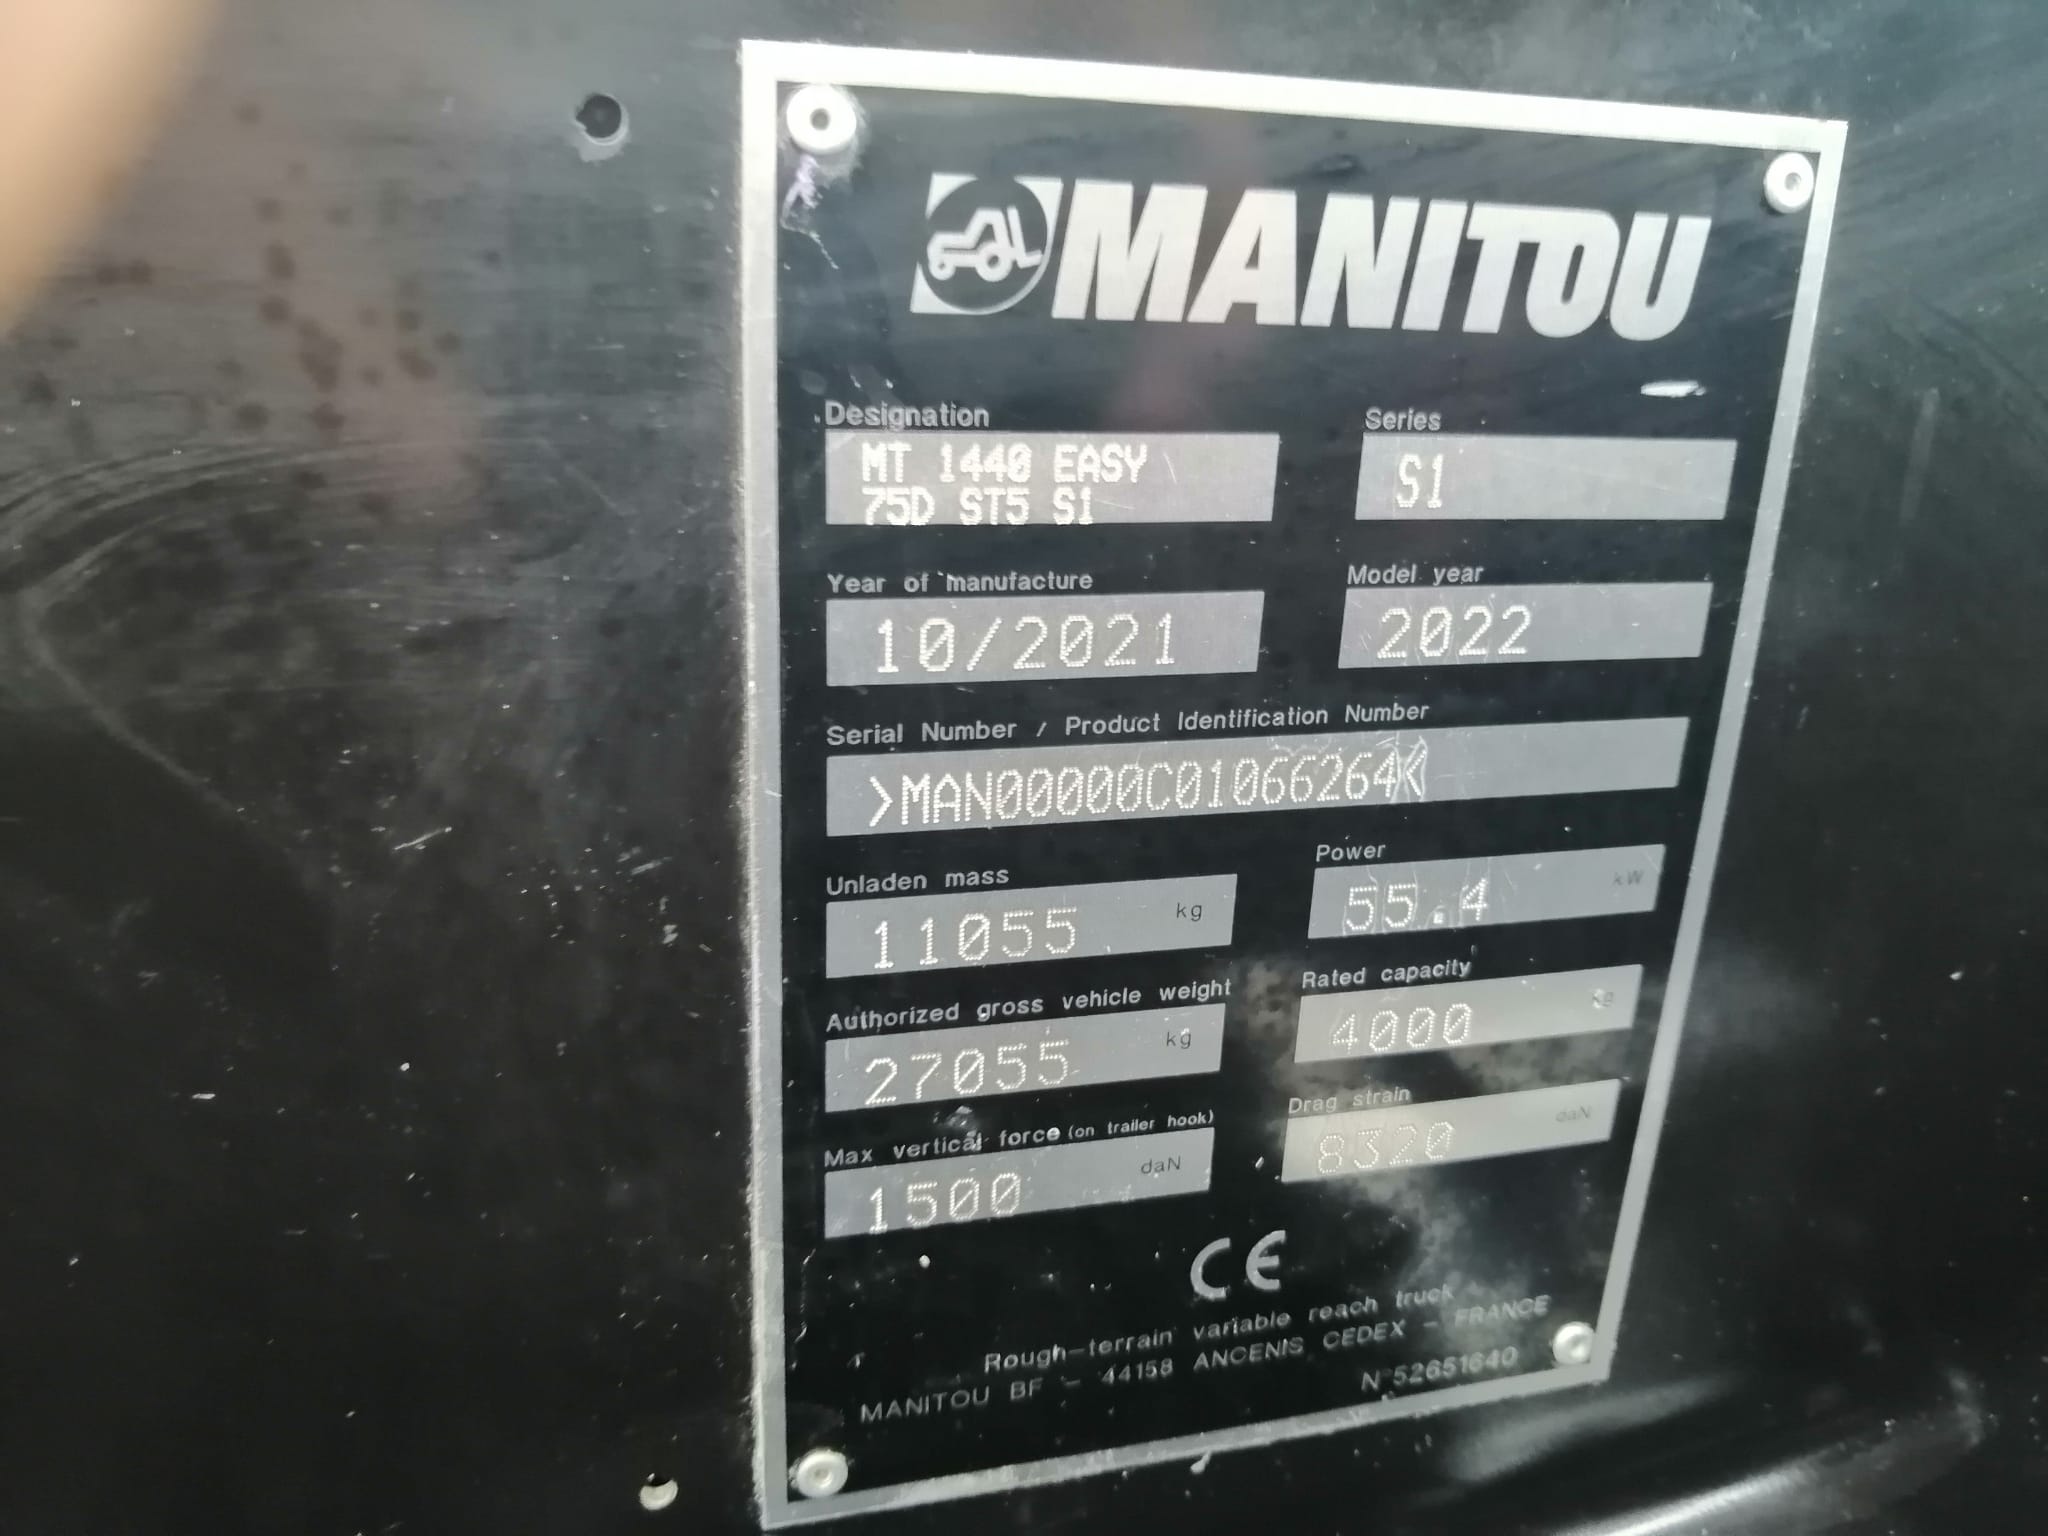 MANITOU
Designation
MT 1440 EASY
75D ST5 S1
Series
S1
Year of manufacture
10/2021
Model year
2022
Serial Number / Product Identification Number
>MAN00000C01066264<
Unladen mass
11055 kg
Power
55.4 kW
Authorized gross vehicle weight
27055 kg
Rated capacity
4000 kg
Max vertical force (on trailer hook)
1500 daN
Drag strain
8320 daN
CE
Rough-terrain variable reach truck
MANITOU BF - 44158 ANCENIS CEDEX - FRANCE
N°52651640